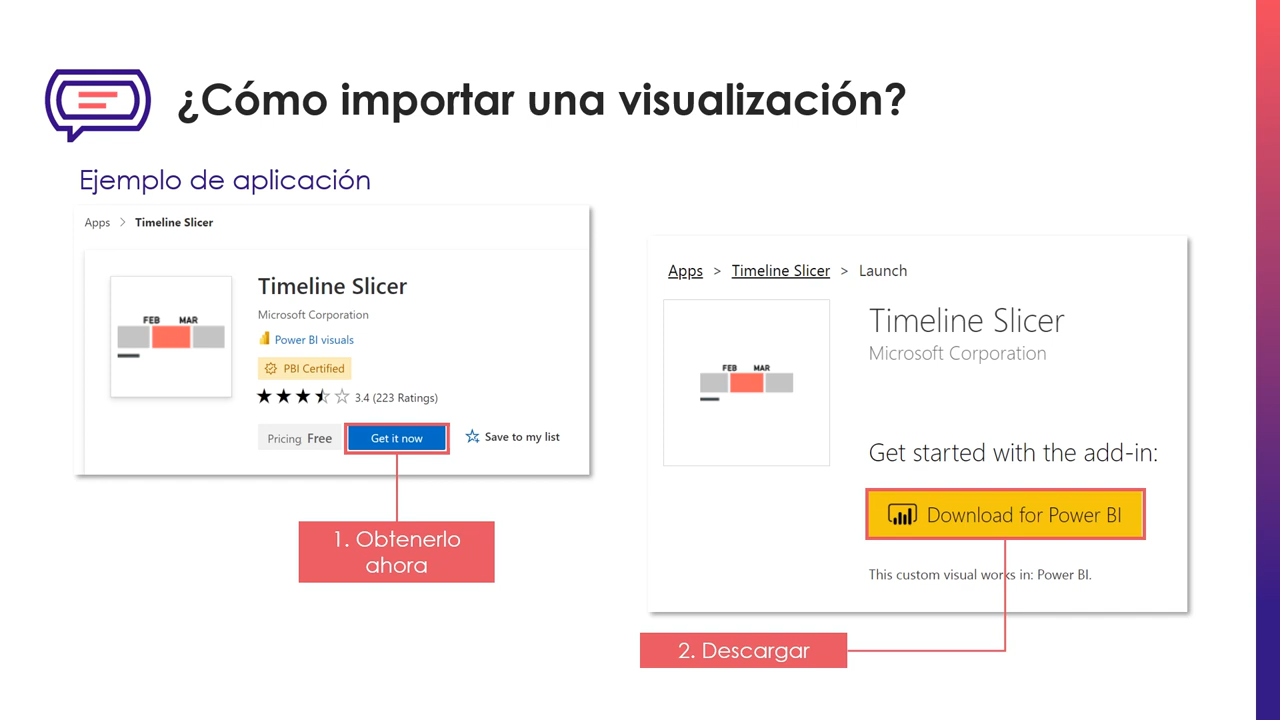 ¿Cómo importar una visualización?
Ejemplo de aplicación
Apps > Timeline Slicer
FEB MAR
Timeline Slicer
Microsoft Corporation
Power BI visuals
PBI Certified
3.4 (223 Ratings)
Pricing Free
Get it now
Save to my list
1. Obtenerlo
ahora
Apps > Timeline Slicer > Launch
FEB MAR
Timeline Slicer
Microsoft Corporation
Get started with the add-in:
Download for Power BI
This custom visual works in: Power BI.
2. Descargar